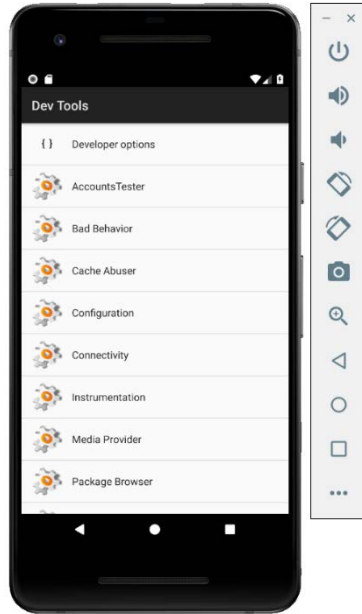 Dev Tools
{ } Developer options
AccountsTester
Bad Behavior
Cache Abuser
Configuration
Connectivity
Instrumentation
Media Provider
Package Browser